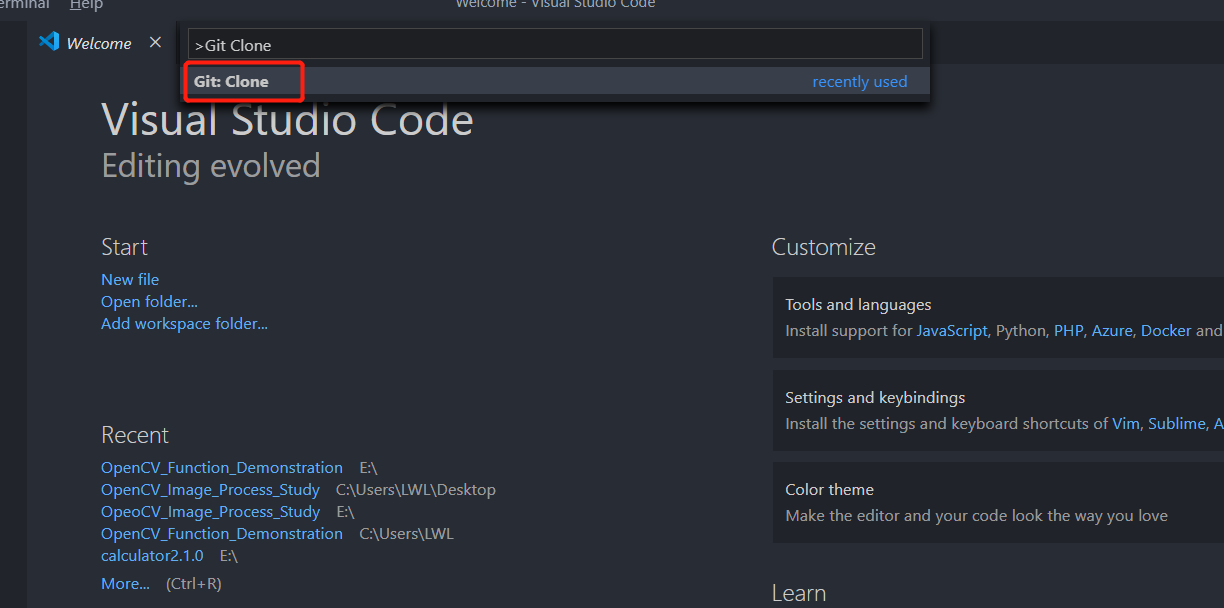 Help
Welcome - Visual Studio Code
Welcome
>Git Clone
Git: Clone
recently used
Visual Studio Code
Editing evolved
Start
New file
Open folder...
Add workspace folder...
Recent
OpenCV_Function_Demonstration E:\
OpenCV_Image_Process_Study C:\Users\LWL\Desktop
OpeoCV_Image_Process_Study E:\
OpenCV_Function_Demonstration C:\Users\LWL
calculator2.1.0 E:\
More... (Ctrl+R)
Customize
Tools and languages
Install support for JavaScript, Python, PHP, Azure, Docker and
Settings and keybindings
Install the settings and keyboard shortcuts of Vim, Sublime,
Color theme
Make the editor and your code look the way you love
Learn